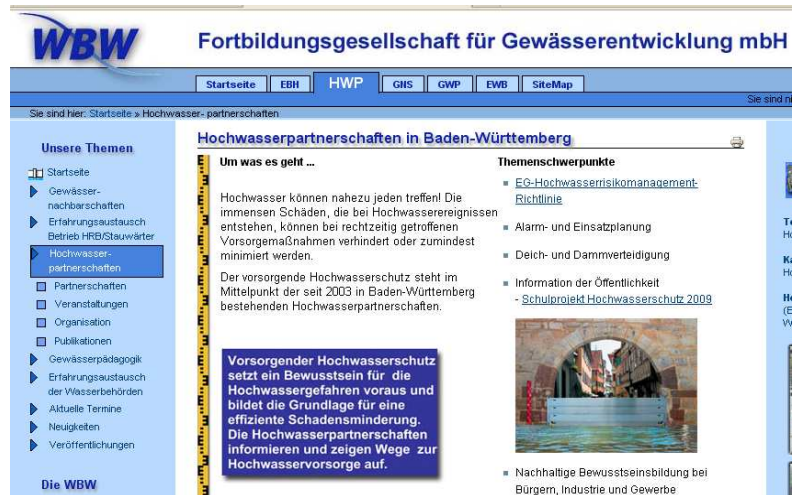 WBW
Fortbildungsgesellschaft für Gewässerentwicklung mbH
Startseite EBH HWP GNS GWP EWB SiteMap
Sie sind
Sie sind hier: Startseite » Hochwasser- partnerschaften
Unsere Themen
Startseite
Gewässer-
nachbarschaften
Erfahrungsaustausch
Betrieb HRB/Stauwärter
Hochwasser-
partnerschaften
Partnerschaften
Veranstaltungen
Organisation
Publikationen
Gewässerpädagogik
Erfahrungsaustausch
der Wasserbehörden
Aktuelle Termine
Neuigkeiten
Veröffentlichungen
Die WBW
Hochwasserpartnerschaften in Baden-Württemberg
Um was es geht ...
Hochwasser können nahezu jeden treffen! Die
immensen Schäden, die bei Hochwasserereignissen
entstehen, können bei rechtzeitig getroffenen
Vorsorgemaßnahmen verhindert oder zumindest
minimiert werden.
Der vorsorgende Hochwasserschutz steht im
Mittelpunkt der seit 2003 in Baden-Württemberg
bestehenden Hochwasserpartnerschaften.
Vorsorgender Hochwasserschutz
setzt ein Bewusstsein für die
Hochwassergefahren voraus und
bildet die Grundlage für eine
effiziente Schadensminderung.
Die Hochwasserpartnerschaften
informieren und zeigen Wege zur
Hochwasservorsorge auf.
Themenschwerpunkte
EG-Hochwasserrisikomanagement-
Richtlinie
Alarm- und Einsatzplanung
Deich- und Dammverteidigung
Information der Öffentlichkeit
- Schulprojekt Hochwasserschutz 2009
Nachhaltige Bewusstseinsbildung bei
Bürgern, Industrie und Gewerbe